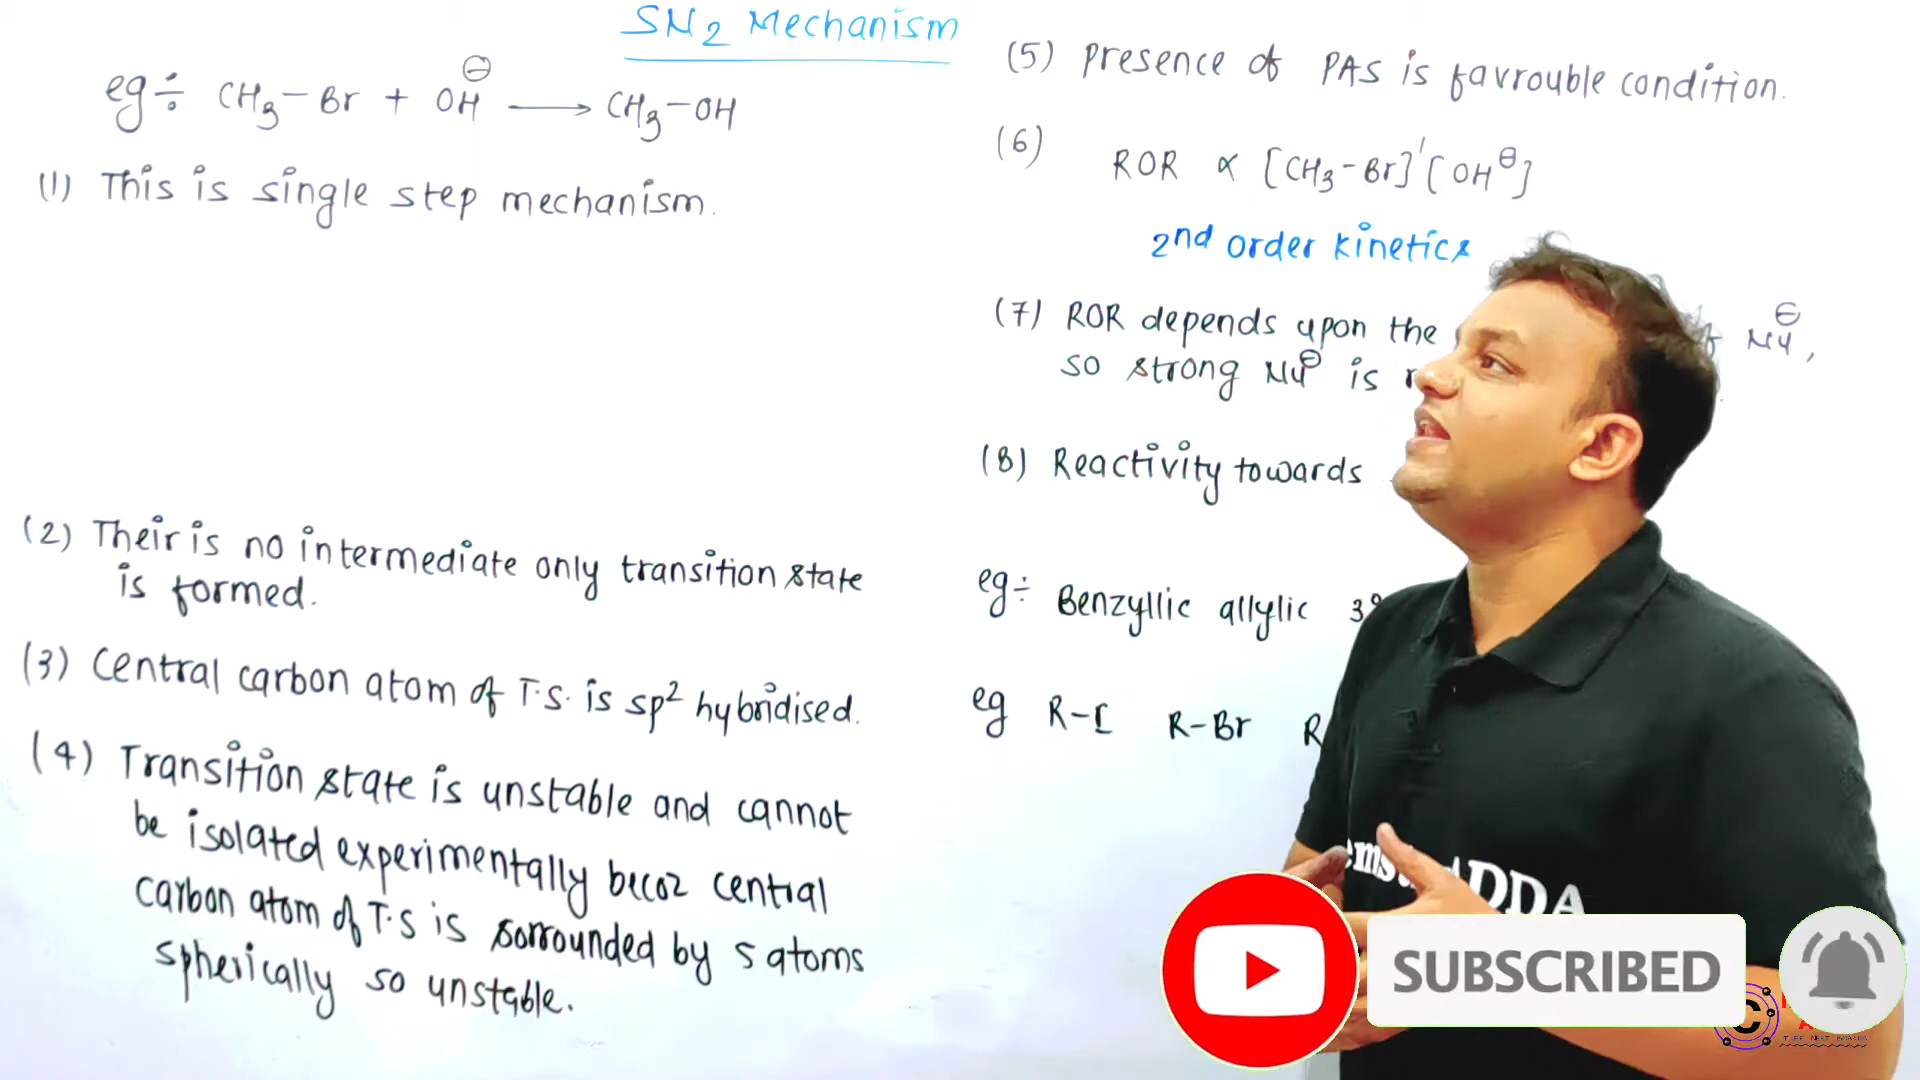 SN2 Mechanism
eg ÷ CH3-Br + OH⊖ ⟶ CH3-OH
(1) This is single step mechanism.
(2) Their is no intermediate only transition state
is formed.
(3) Central carbon atom of T.S. is sp² hybridised.
(4) Transition state is unstable and cannot
be isolated experimentally becoz central
carbon atom of T.S is sorrounded by 5 atoms
spherically so unstable.
(5) presence of PAS is favrouble condition.
(6) ROR ∝ [CH3-Br]' [OH⊖]
2nd order kinetics
(7) ROR depends upon the Nu⊖,
so strong Nu⊖ is
(8) Reactivity towards
eg ÷ Benzyllic allylic 3°
eg R-I R-Br R
ADDA
SUBSCRIBED